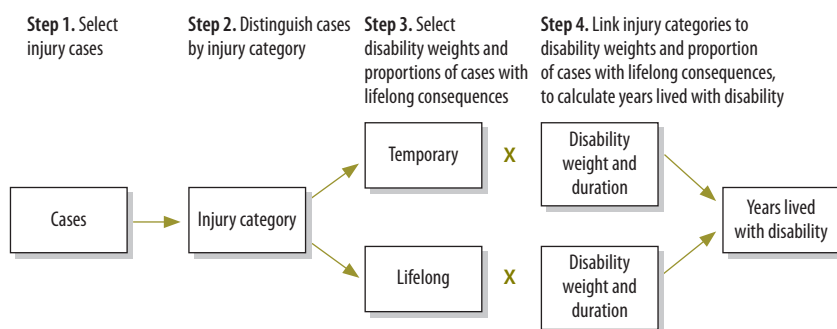 Step 1. Select
injury cases
Step 2. Distinguish cases
by injury category
Step 3. Select
disability weights and
proportions of cases with
lifelong consequences
Step 4. Link injury categories to
disability weights and proportion
of cases with lifelong consequences,
to calculate years lived with disability
Cases
Injury category
Temporary
X
Disability
weight and
duration
Lifelong
X
Disability
weight and
duration
Years lived
with disability